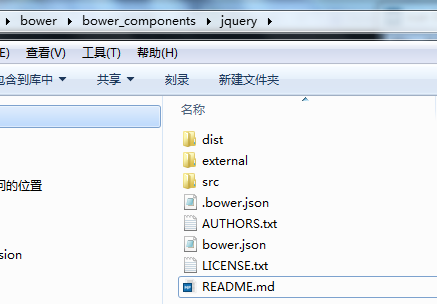 bower bower_components jquery
(E) 查看(V) 工具(T) 帮助(H)
包含到库中 共享 刻录 新建文件夹
名称
dist
external
src
问的位置
.bower.json
AUTHORS.txt
bower.json
sion
LICENSE.txt
README.md